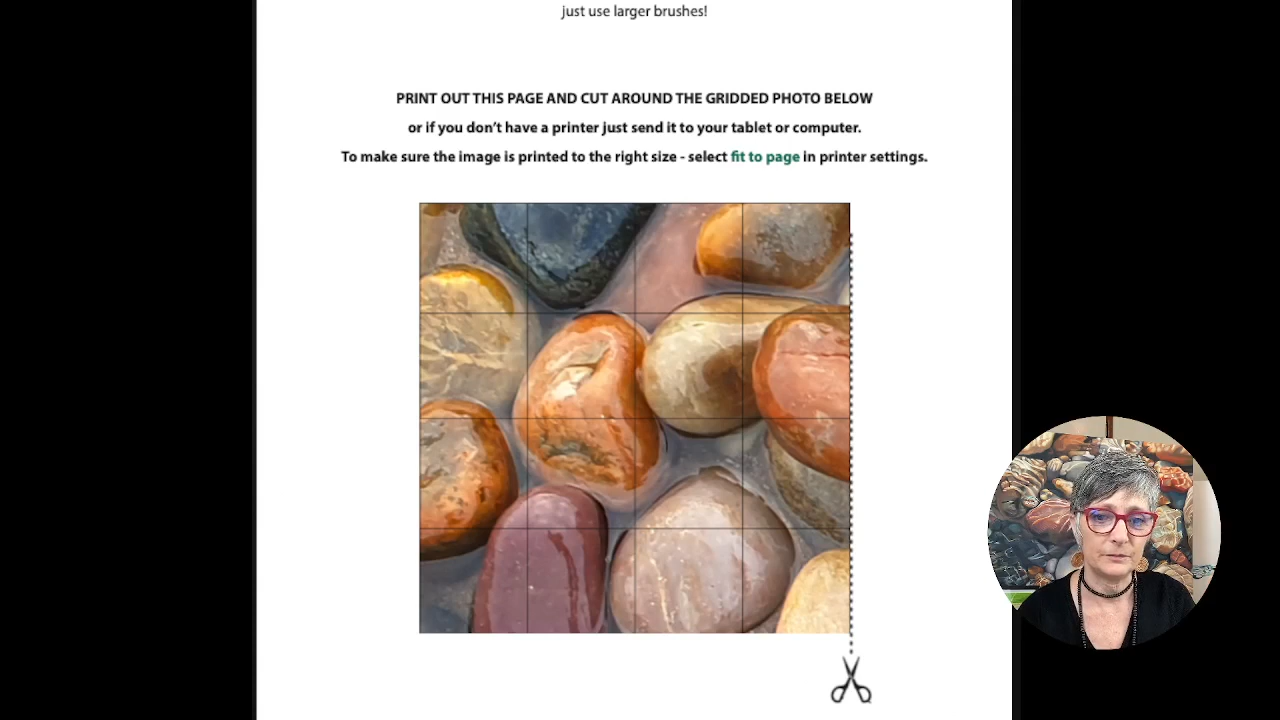 just use larger brushes!
PRINT OUT THIS PAGE AND CUT AROUND THE GRIDDED PHOTO BELOW
or if you don’t have a printer just send it to your tablet or computer.
To make sure the image is printed to the right size - select fit to page in printer settings.